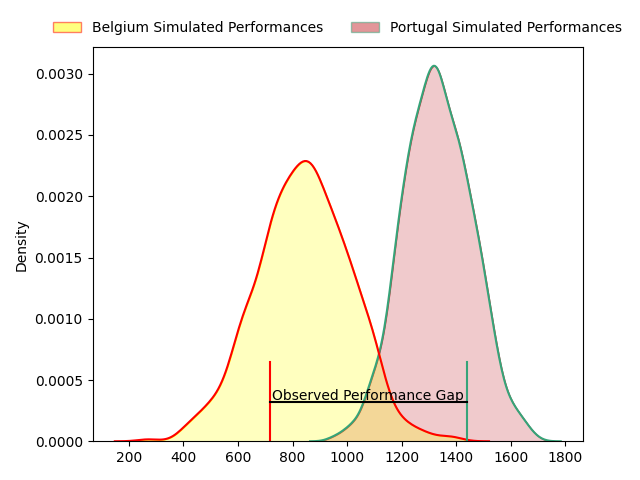 Belgium Simulated Performances Portugal Simulated Performances
0.0030
0.0025
0.0020
0.0015
0.0010
0.0005
0.0000
Density
Observed Performance Gap
200 400 600 800 1000 1200 1400 1600 1800